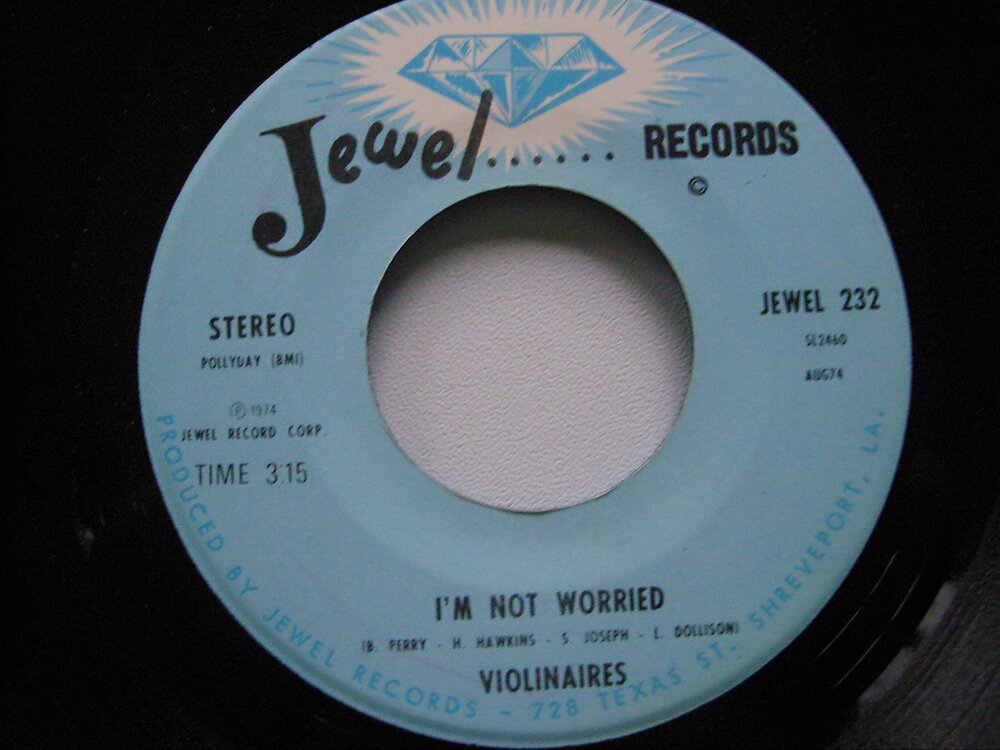 Jewel...... RECORDS
©
STEREO
POLLYDAY (BMI)
℗ 1974
JEWEL RECORD CORP.
TIME 3:15
JEWEL 232
SL2460
AUG74
I'M NOT WORRIED
(B. PERRY - H. HAWKINS - S. JOSEPH - L. DOLLISON)
VIOLINAIRES
PRODUCED BY JEWEL RECORDS - 728 TEXAS ST. SHREVEPORT, LA.